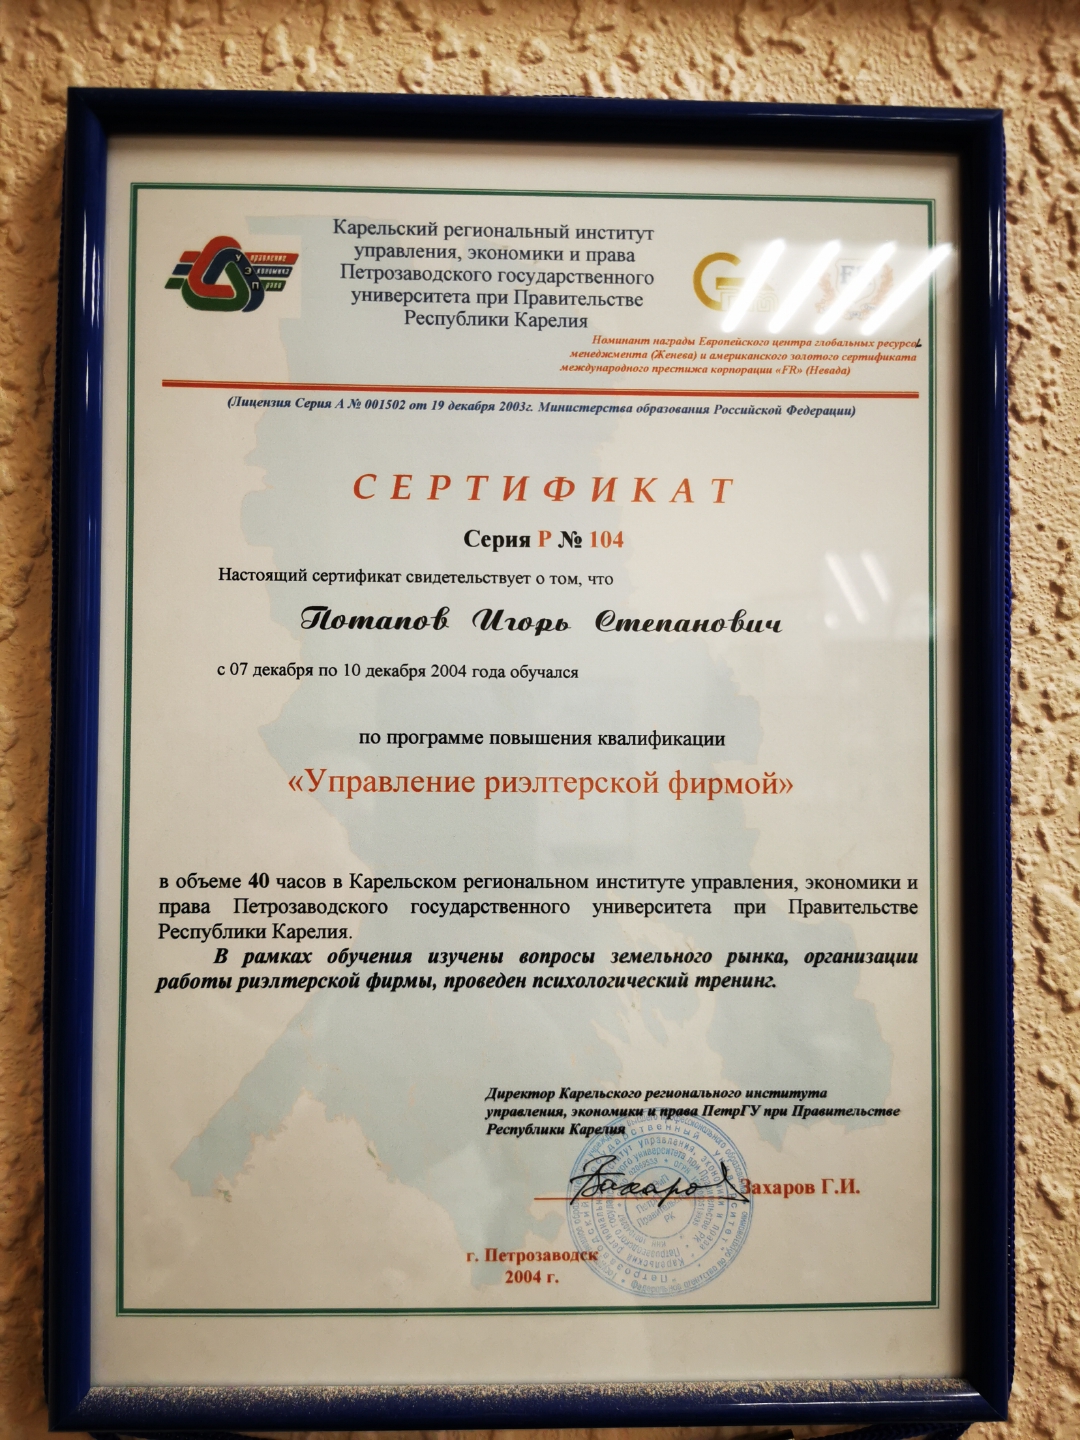 Карельский региональный институт
управления, экономики и права
Петрозаводского государственного
университета при Правительстве
Республики Карелия
Управление
Экономика
Права
Номинант награды Европейского центра глобальных ресурсов
менеджмента (Женева) и американского золотого сертификата
международного престижа корпорации «FR» (Невада)
(Лицензия Серия А № 001502 от 19 декабря 2003г. Министерства образования Российской Федерации)
СЕРТИФИКАТ
Серия Р № 104
Настоящий сертификат свидетельствует о том, что
Потапов Игорь Степанович
с 07 декабря по 10 декабря 2004 года обучался
по программе повышения квалификации
«Управление риэлтерской фирмой»
в объеме 40 часов в Карельском региональном институте управления, экономики и
права Петрозаводского государственного университета при Правительстве
Республики Карелия.
В рамках обучения изучены вопросы земельного рынка, организации
работы риэлтерской фирмы, проведен психологический тренинг.
Директор Карельского регионального института
управления, экономики и права ПетрГУ при Правительстве
Республики Карелия
Захаров Г.И.
г. Петрозаводск
2004 г.